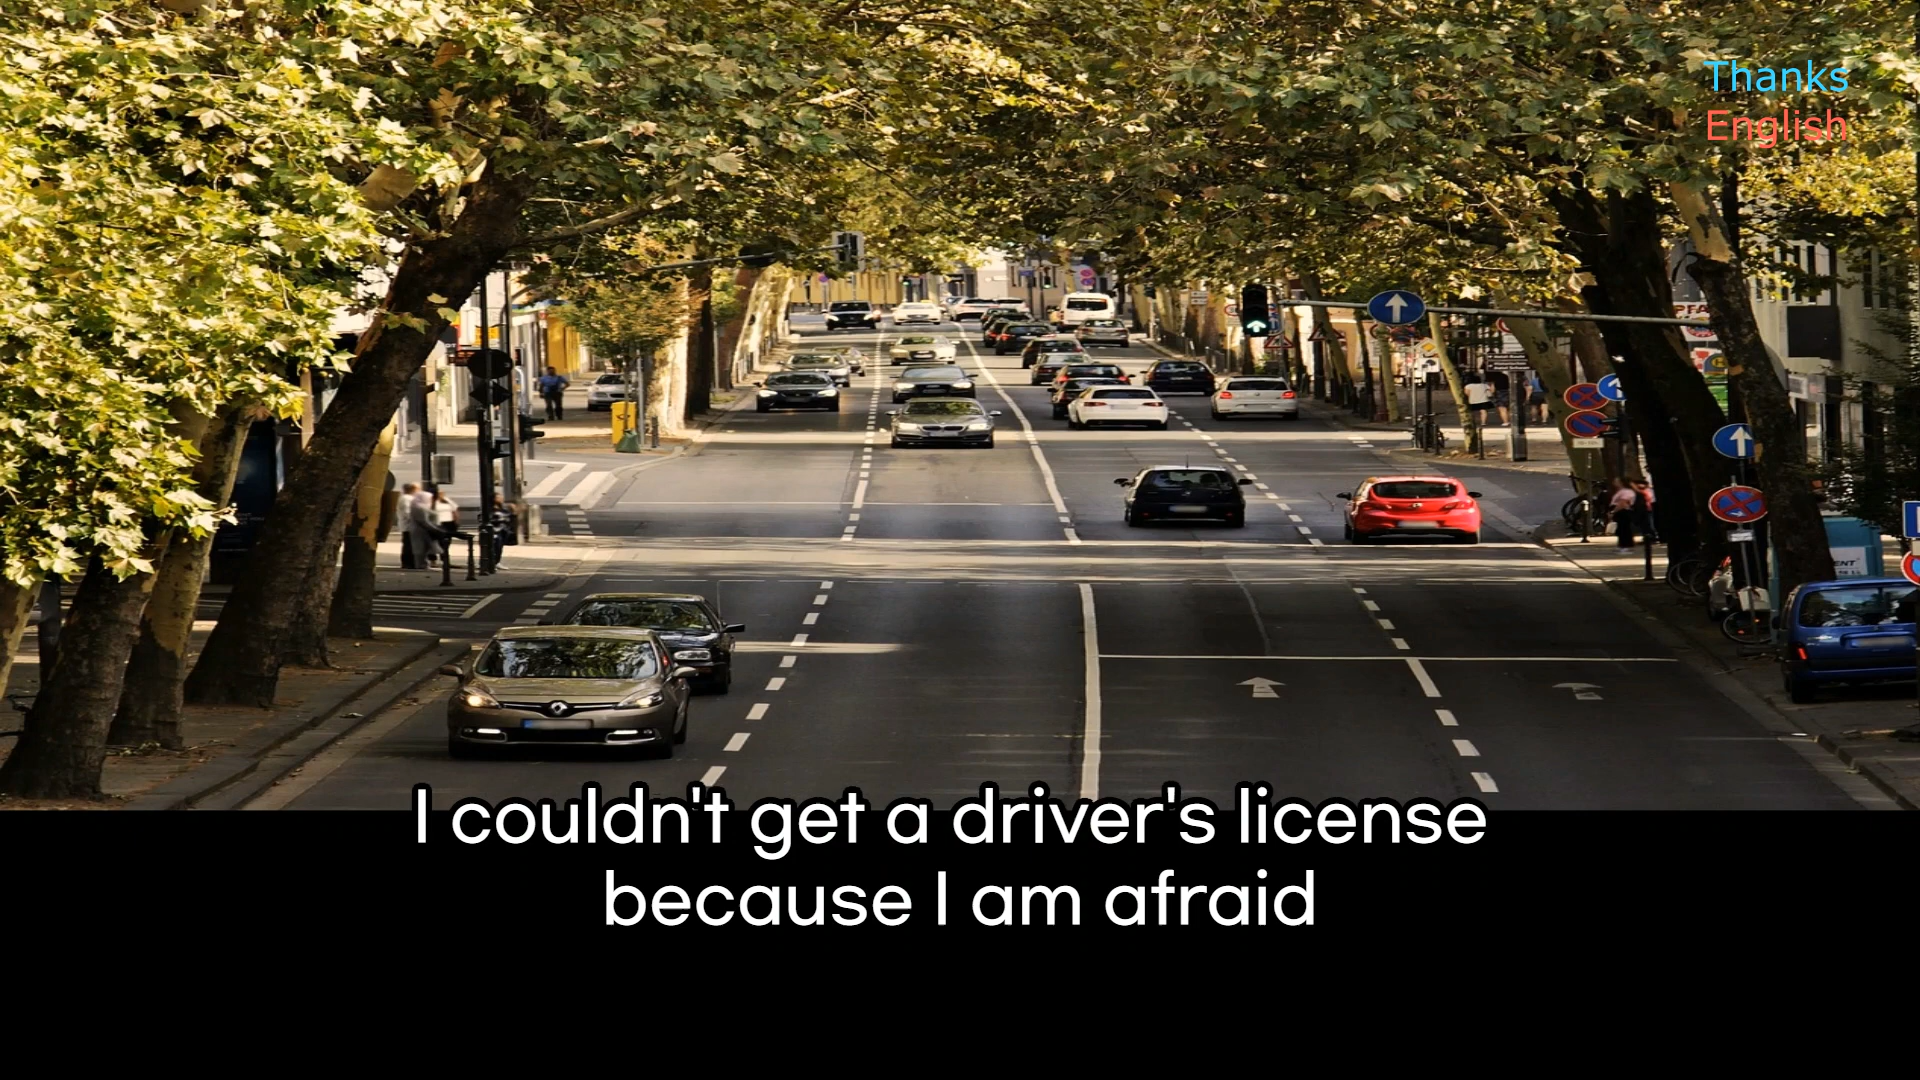 Thanks
English
I couldn't get a driver's license
because I am afraid